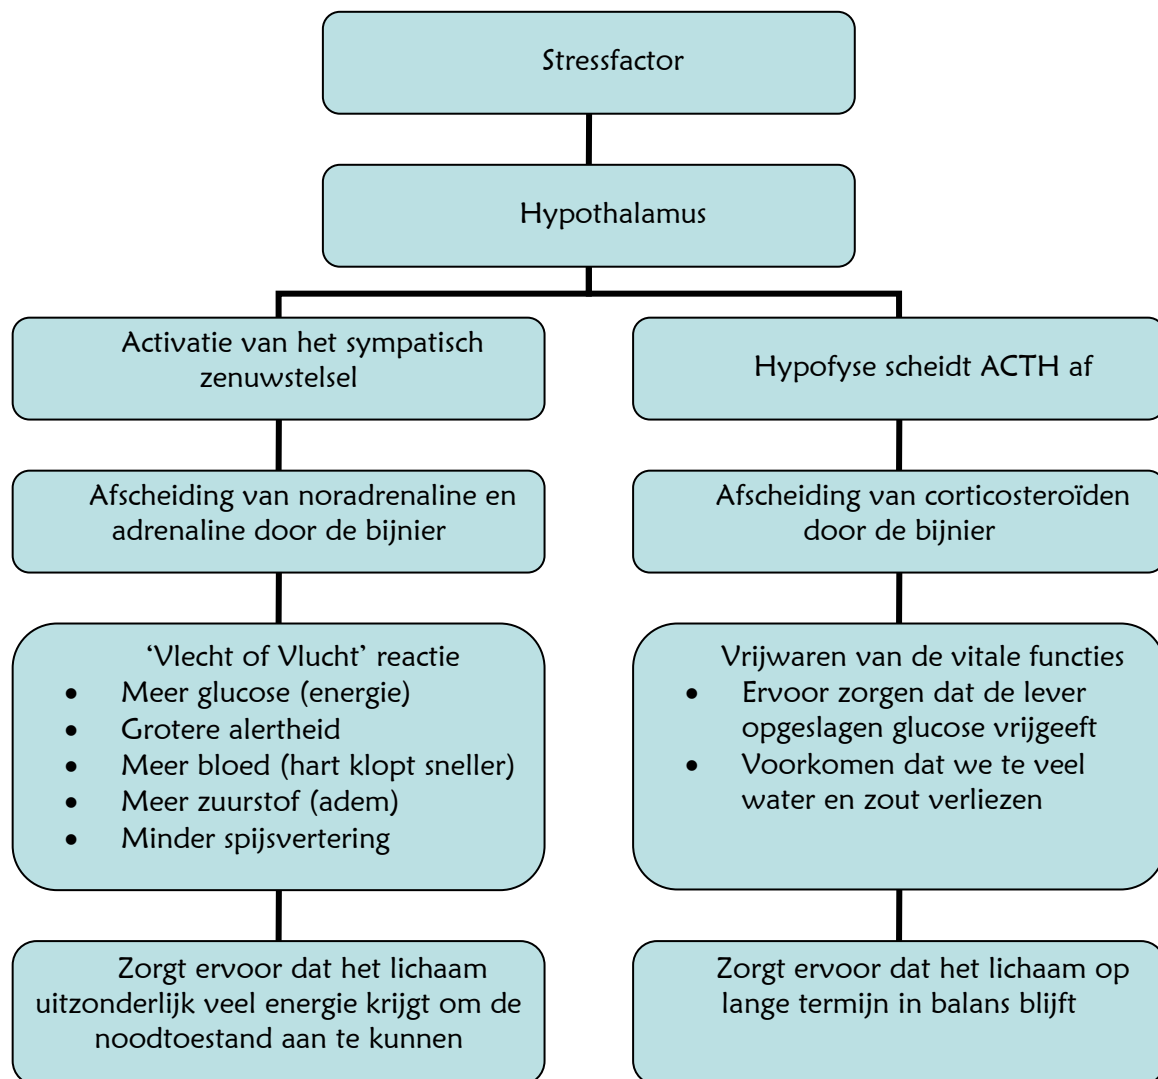 Stressfactor
Hypothalamus
Activatie van het sympatisch
zenuwstelsel
Afscheiding van noradrenaline en
adrenaline door de bijnier
‘Vlecht of Vlucht’ reactie
• Meer glucose (energie)
• Grotere alertheid
• Meer bloed (hart klopt sneller)
• Meer zuurstof (adem)
• Minder spijsvertering
Zorgt ervoor dat het lichaam
uitzonderlijk veel energie krijgt om de
noodtoestand aan te kunnen
Hypofyse scheidt ACTH af
Afscheiding van corticosteroïden
door de bijnier
Vrijwaren van de vitale functies
• Ervoor zorgen dat de lever
opgeslagen glucose vrijgeeft
• Voorkomen dat we te veel
water en zout verliezen
Zorgt ervoor dat het lichaam op
lange termijn in balans blijft